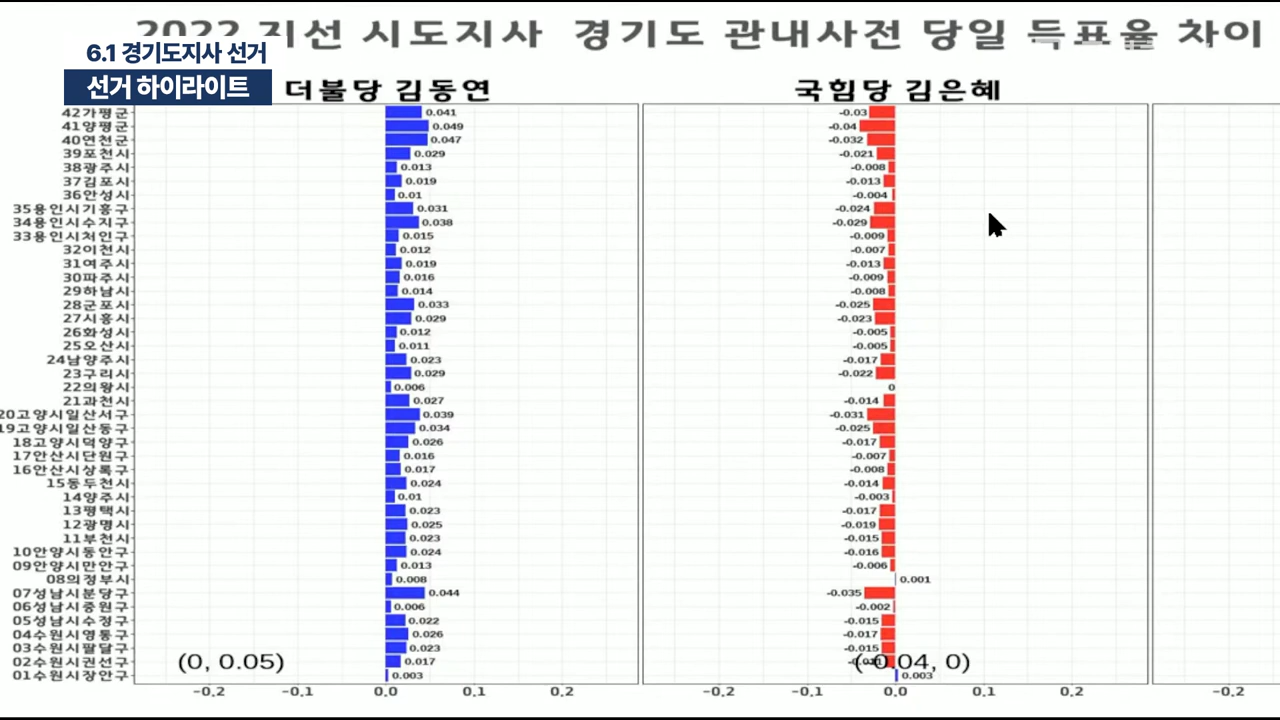 2022 지선 시도지사 경기도 관내사전 당일 득표율 차이
6.1 경기도지사 선거
선거 하이라이트
더불당 김동연
국힘당 김은혜
42가평군 0.041 -0.03
41양평군 0.049 -0.04
40연천군 0.047 -0.032
39포천시 0.029 -0.021
38광주시 0.013 -0.008
37김포시 0.019 -0.013
36안성시 0.01 -0.004
35용인시기흥구 0.031 -0.024
34용인시수지구 0.038 -0.029
33용인시처인구 0.015 -0.009
32이천시 0.012 -0.007
31여주시 0.019 -0.013
30파주시 0.016 -0.009
29하남시 0.014 -0.008
28군포시 0.033 -0.025
27시흥시 0.029 -0.023
26화성시 0.012 -0.005
25오산시 0.011 -0.005
24남양주시 0.023 -0.017
23구리시 0.029 -0.022
22의왕시 0.006 0
21과천시 0.027 -0.014
20고양시일산서구 0.039 -0.031
19고양시일산동구 0.034 -0.025
18고양시덕양구 0.026 -0.017
17안산시단원구 0.016 -0.007
16안산시상록구 0.017 -0.008
15동두천시 0.024 -0.014
14양주시 0.01 -0.003
13평택시 0.023 -0.017
12광명시 0.025 -0.019
11부천시 0.023 -0.015
10안양시동안구 0.024 -0.016
09안양시만안구 0.013 -0.006
08의정부시 0.008 0.001
07성남시분당구 0.044 -0.035
06성남시중원구 0.006 -0.002
05성남시수정구 0.022 -0.015
04수원시영통구 0.026 -0.017
03수원시팔달구 0.023 -0.015
02수원시권선구 (0, 0.05) 0.017 (-0.04, 0)
01수원시장안구 0.003 0.003
-0.2 -0.1 0.0 0.1 0.2 -0.2 -0.1 0.0 0.1 0.2 -0.2